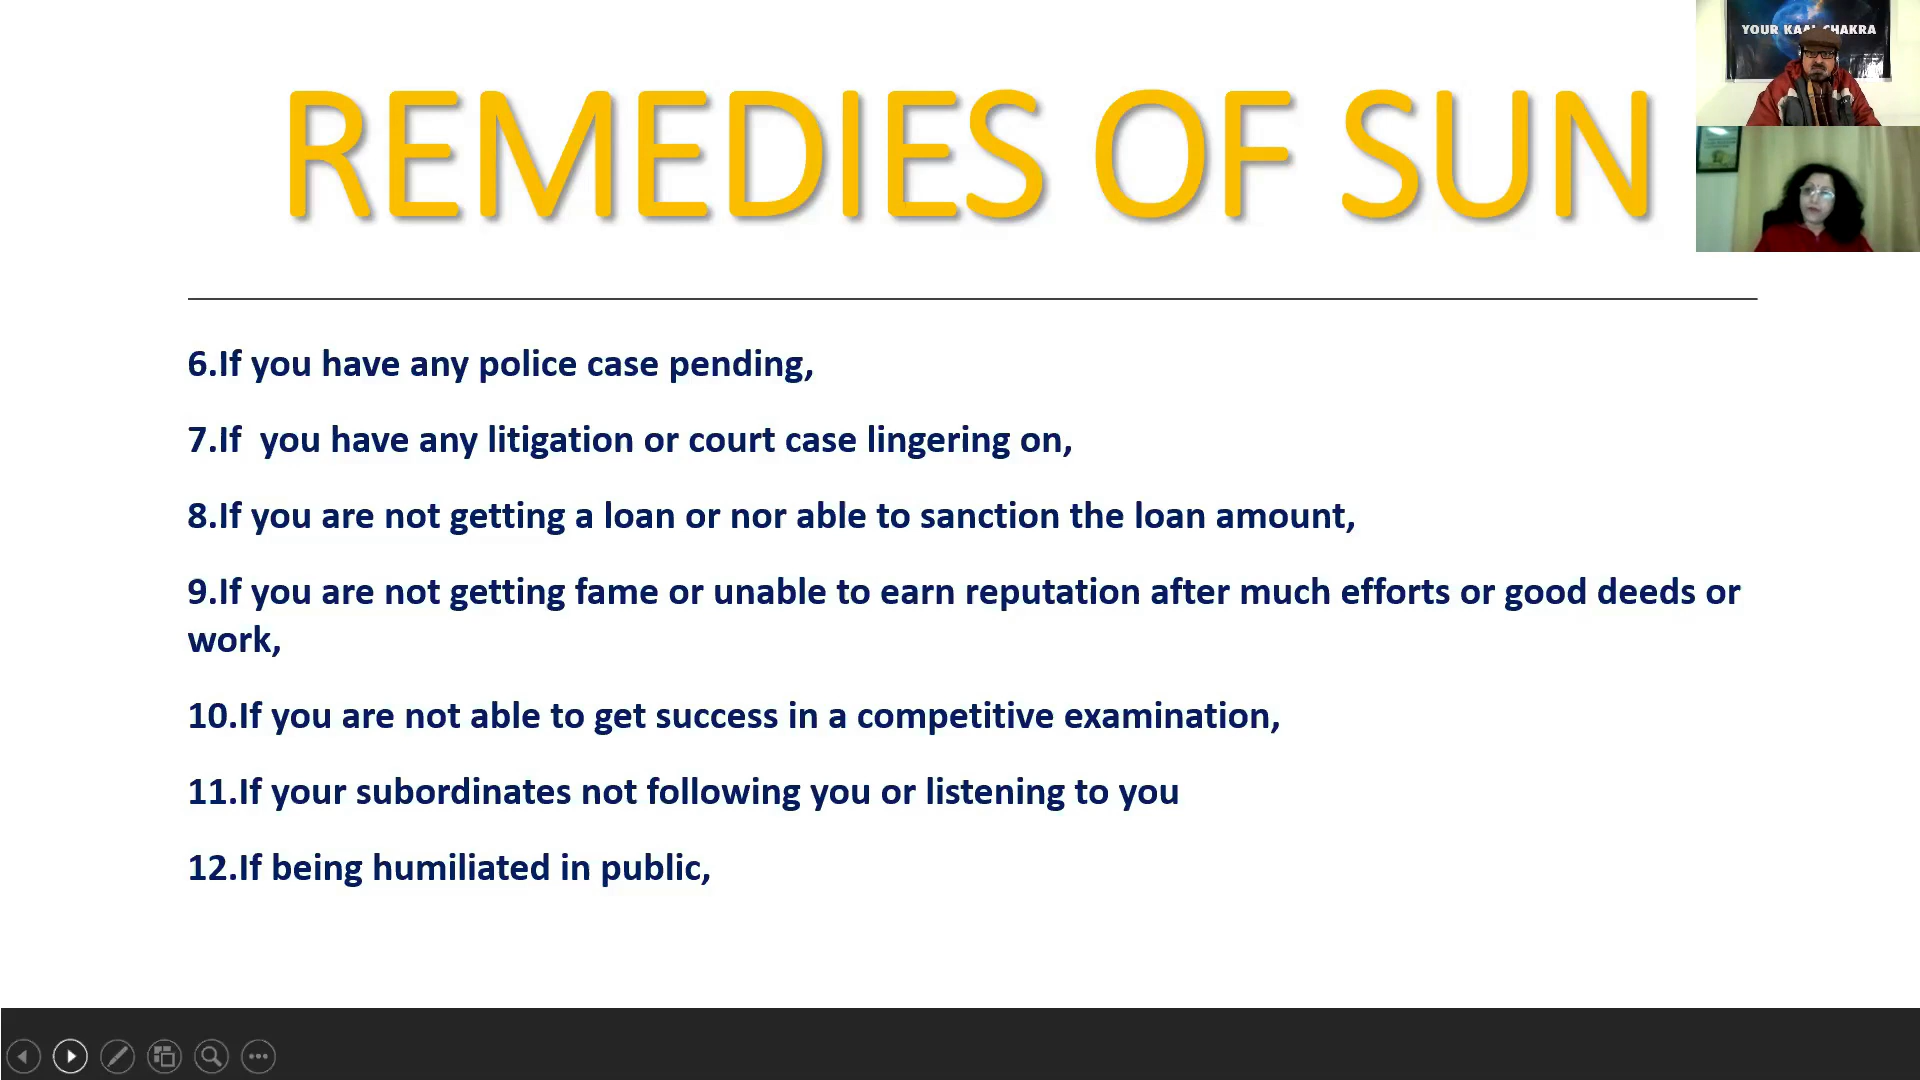 REMEDIES OF SUN
YOUR KAAL CHAKRA
6.If you have any police case pending,
7.If  you have any litigation or court case lingering on,
8.If you are not getting a loan or nor able to sanction the loan amount,
9.If you are not getting fame or unable to earn reputation after much efforts or good deeds or
work,
10.If you are not able to get success in a competitive examination,
11.If your subordinates not following you or listening to you
12.If being humiliated in public,